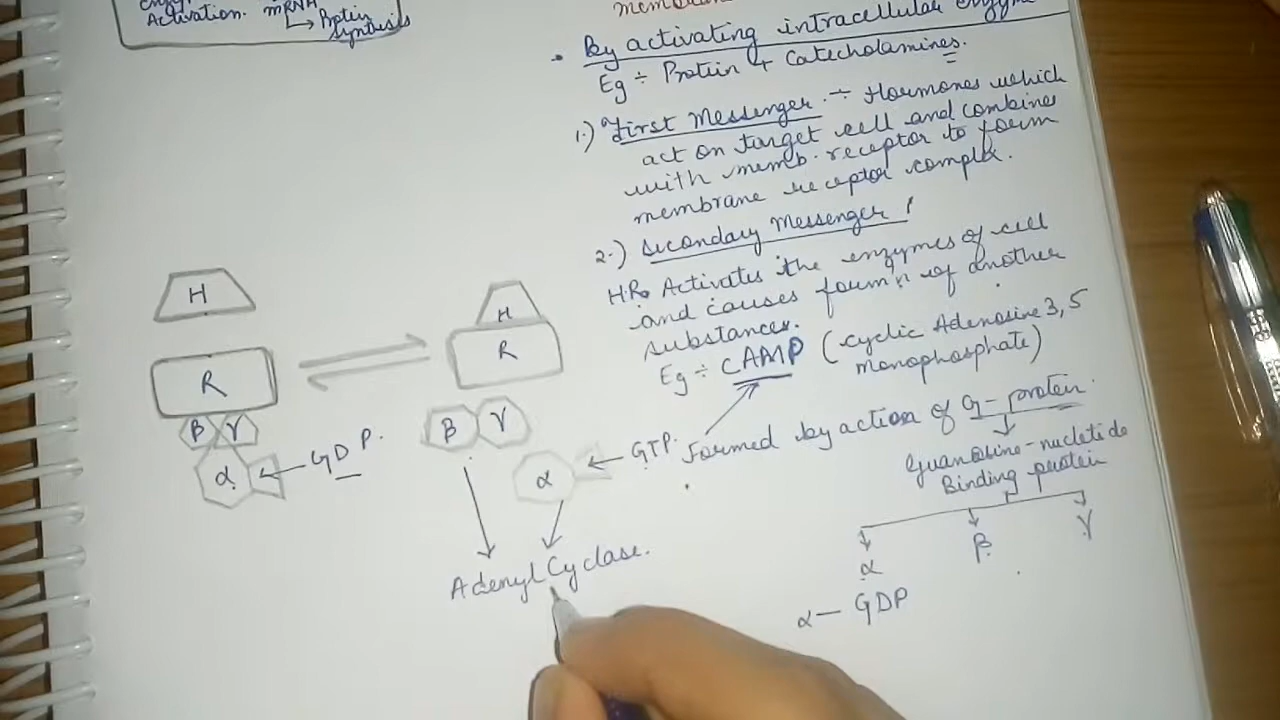 Activation.
mRNA
Protein
Synthesis
• By activating intracellular enzyme
Eg ÷ Protein + Catecholamines.
1.) First Messenger ÷ Hormones which
act on target cell and combines
with memb. receptor to form
membrane receptor complex.
2.) Secondary Messenger !
HR. Activates the enzymes of cell
and causes form^n of another
substances.
Eg ÷ CAMP (cyclic Adenosine 3,5
monophosphate)
Formed by action of G-protein.
Guanosine-nucleotide
Binding protein
α β γ
α — GDP
H
R
β γ
α
GDP.
H
R
β γ
α
GTP.
Adenyl Cyclase.